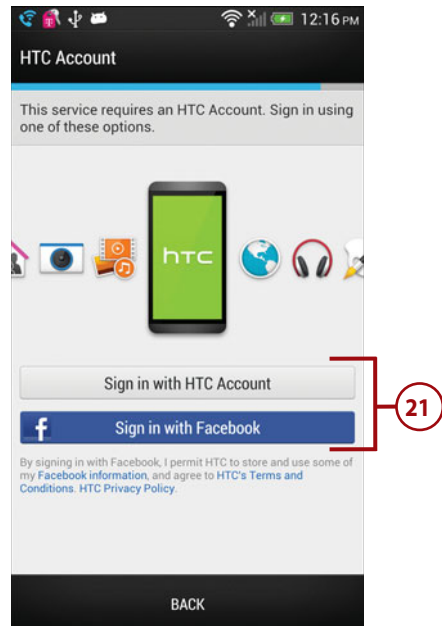 12:16 PM
HTC Account
This service requires an HTC Account. Sign in using
one of these options.
hTC
Sign in with HTC Account
f Sign in with Facebook
21
By signing in with Facebook, I permit HTC to store and use some of
my Facebook information, and agree to HTC's Terms and
Conditions. HTC Privacy Policy.
BACK